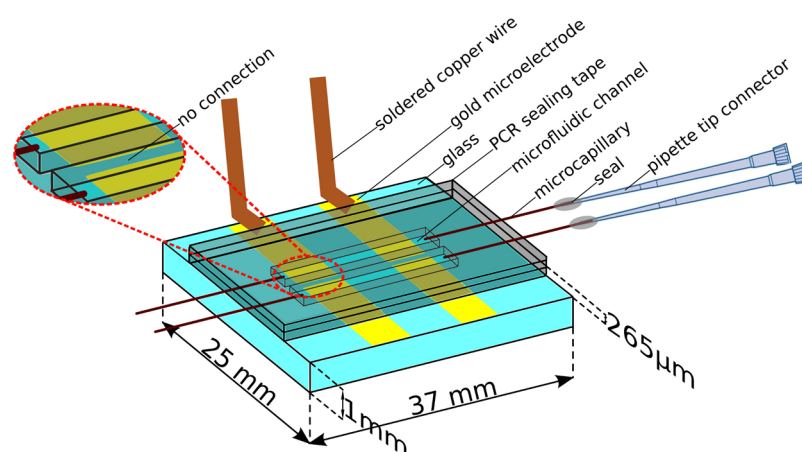 no connection
soldered copper wire
gold microelectrode
glass
PCR sealing tape
microfluidic channel
microcapillary
seal
pipette tip connector
265μm
25 mm
37 mm
1mm